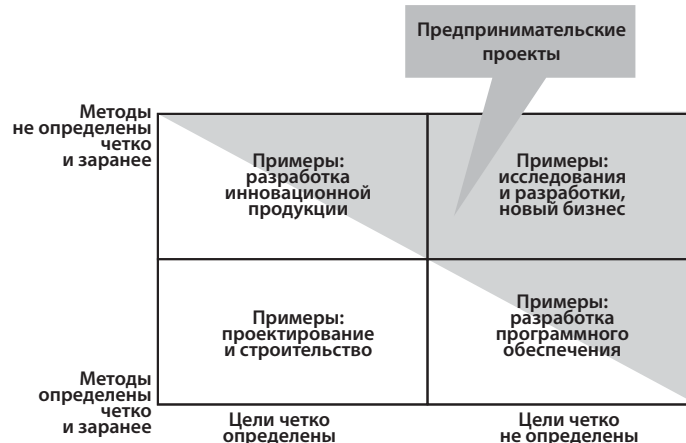 Предпринимательские
проекты
Методы
не определены
четко
и заранее
Примеры:
разработка
инновационной
продукции
Примеры:
исследования
и разработки,
новый бизнес
Примеры:
проектирование
и строительство
Примеры:
разработка
программного
обеспечения
Методы
определены
четко
и заранее
Цели четко
определены
Цели четко
не определены